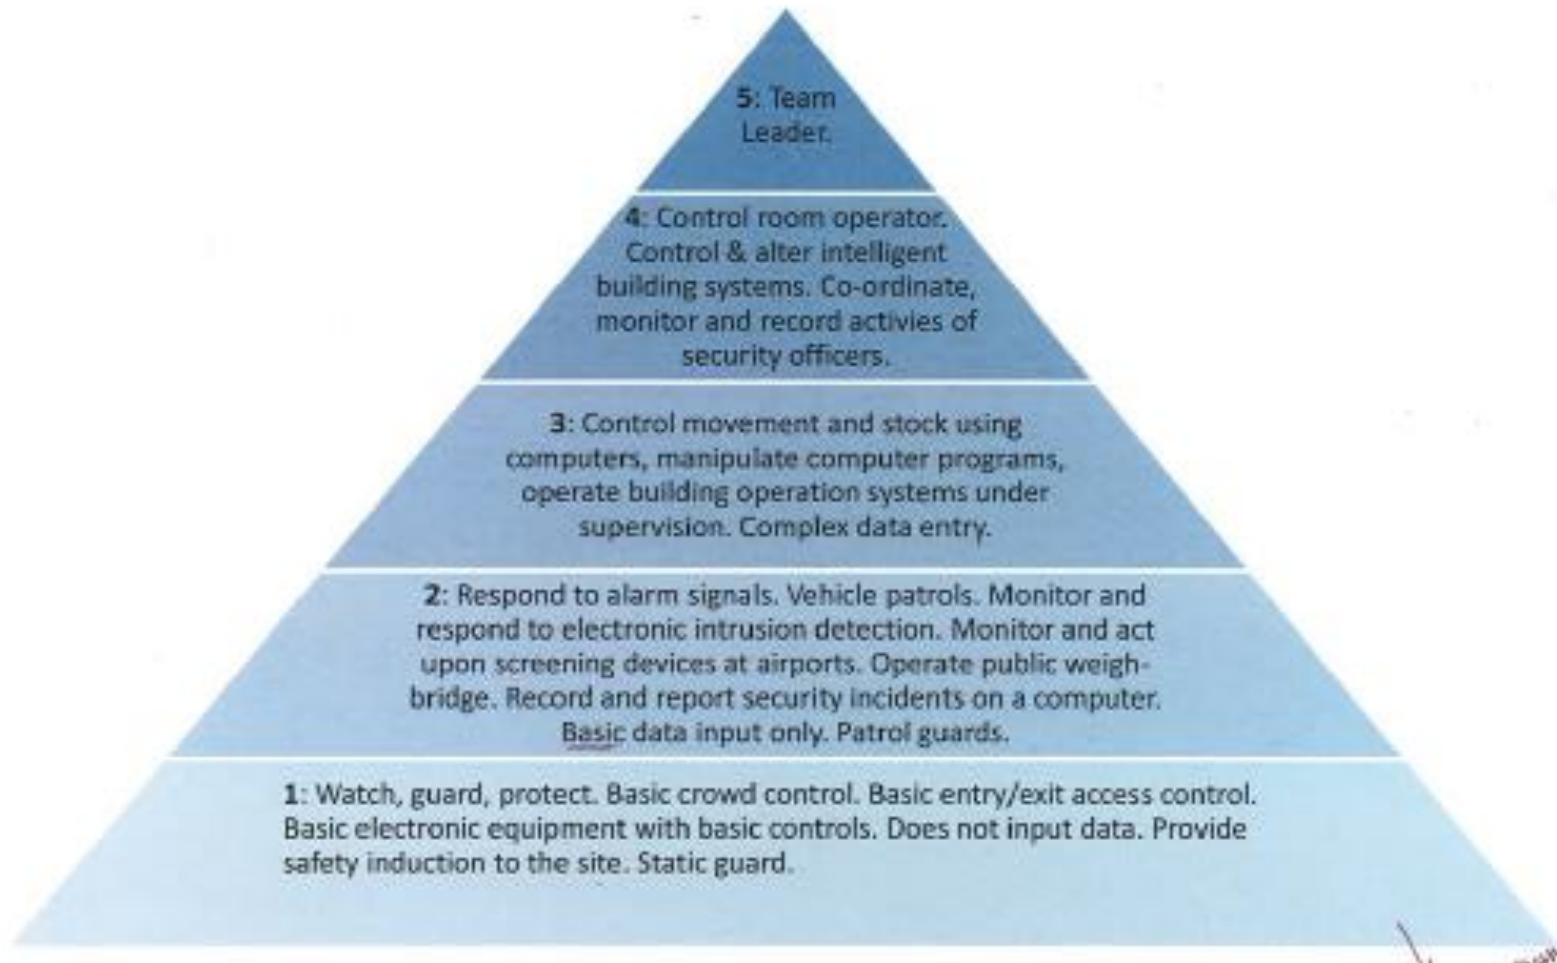 5: Team
Leader.
4: Control room operator.
Control & alter intelligent
building systems. Co-ordinate,
monitor and record activies of
security officers.
3: Control movement and stock using
computers, manipulate computer programs,
operate building operation systems under
supervision. Complex data entry.
2: Respond to alarm signals. Vehicle patrols. Monitor and
respond to electronic intrusion detection. Monitor and act
upon screening devices at airports. Operate public weigh-
bridge. Record and report security incidents on a computer.
Basic data input only. Patrol guards.
1: Watch, guard, protect. Basic crowd control. Basic entry/exit access control.
Basic electronic equipment with basic controls. Does not input data. Provide
safety induction to the site. Static guard.